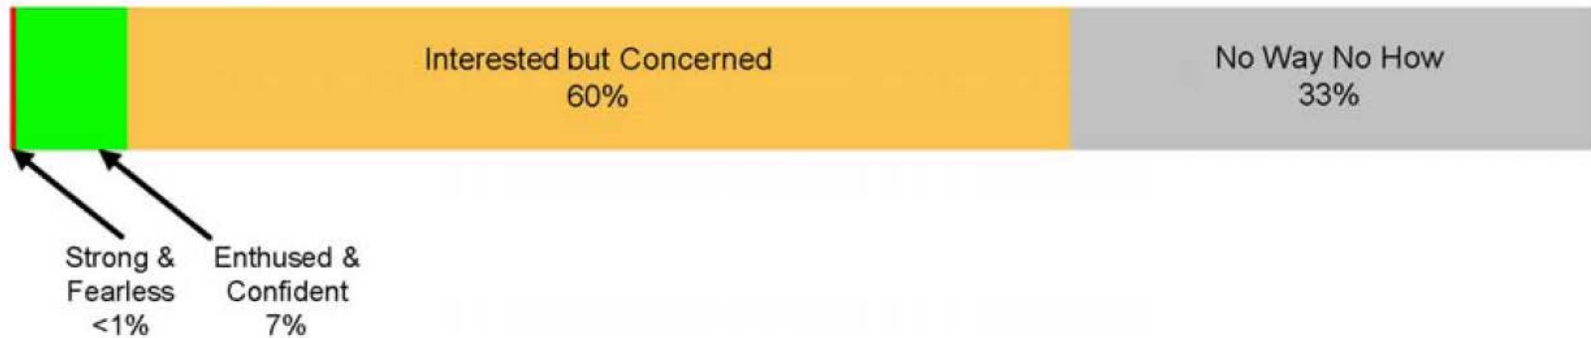 Interested but Concerned
60%
No Way No How
33%
Strong &
Fearless
<1%
Enthused &
Confident
7%